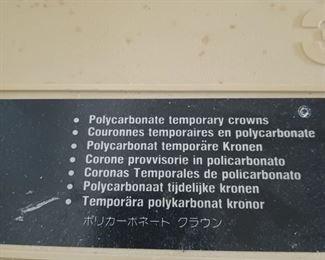 • Polycarbonate temporary crowns
• Couronnes temporaires en polycarbonate
• Polycarbonat temporäre Kronen
• Corone provvisorie in policarbonato
• Coronas Temporales de policarbonato
• Polycarbonaat tijdelijke kronen
• Temporära polykarbonat kronor
ポリカーボネート クラウン